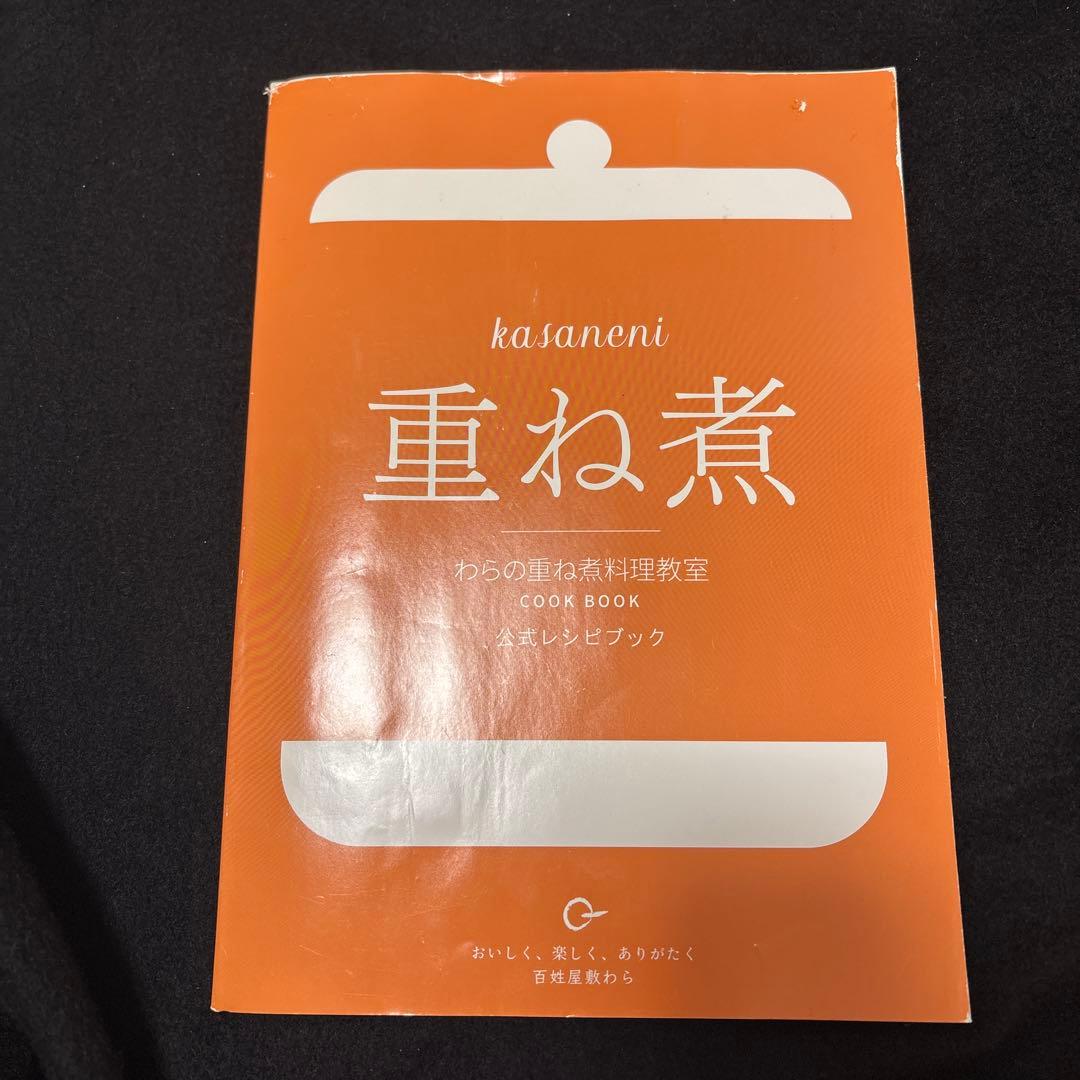 kasaneni
重ね煮
わらの重ね煮料理教室
COOK BOOK
公式レシピブック
おいしく、楽しく、ありがたく
百姓屋敷わら